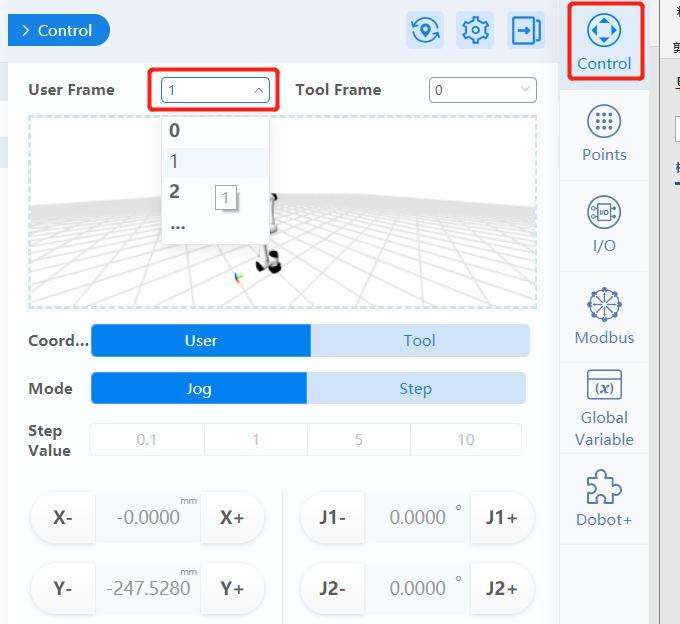 Control
User Frame
1
Tool Frame
0
0
1
2
...
1
Coord...
User
Tool
Mode
Jog
Step
Step
Value
0.1
1
5
10
X-
-0.0000
mm
X+
J1-
0.0000
°
J1+
Y-
-247.5280
mm
Y+
J2-
0.0000
°
J2+
Control
Points
I/O
I/O
Modbus
(x)
Global
Variable
Dobot+